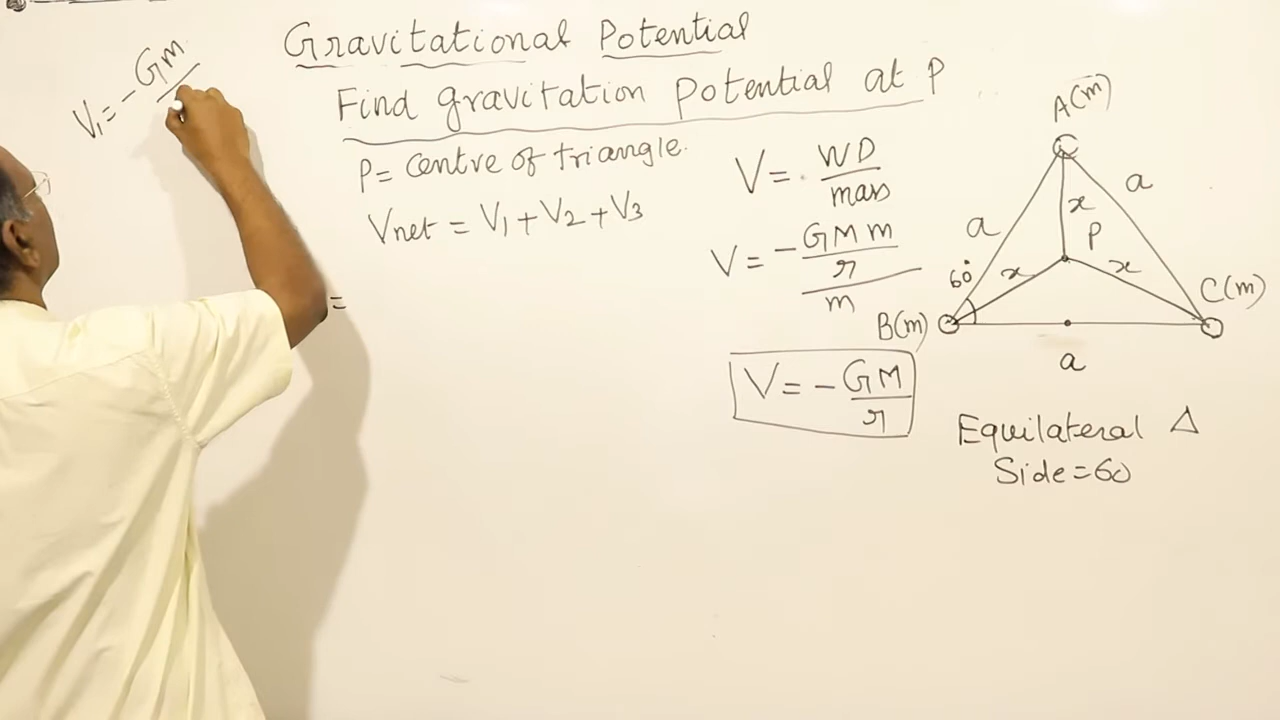 Gravitational Potential
Find gravitation potential at P
P = Centre of triangle.
Vnet = V₁ + V₂ + V₃
=
V₁ = - Gm
V = WD / mass
V = - GMm / r / m
V = - GM / r
A(m)
a
a
x
P
x
x
60°
B(m)
C(m)
a
Equilateral Δ
Side = 60